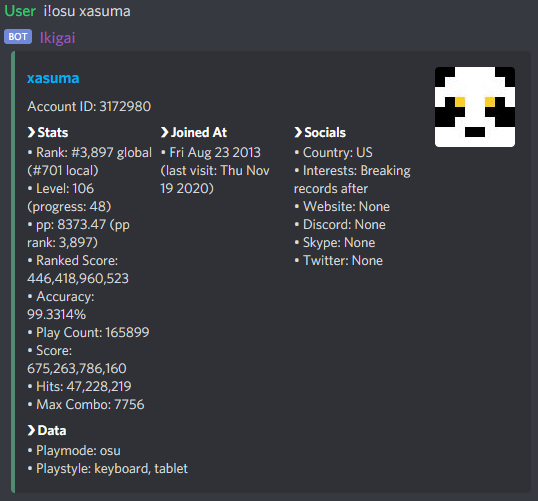 User i!osu xasuma
BOT Ikigai
xasuma
Account ID: 3172980
❯Stats
• Rank: #3,897 global
(#701 local)
• Level: 106
(progress: 48)
• pp: 8373.47 (pp
rank: 3,897)
• Ranked Score:
446,418,960,523
• Accuracy:
99.3314%
• Play Count: 165899
• Score:
675,263,786,160
• Hits: 47,228,219
• Max Combo: 7756
❯Joined At
• Fri Aug 23 2013
(last visit: Thu Nov
19 2020)
❯Socials
• Country: US
• Interests: Breaking
records after
• Website: None
• Discord: None
• Skype: None
• Twitter: None
❯Data
• Playmode: osu
• Playstyle: keyboard, tablet